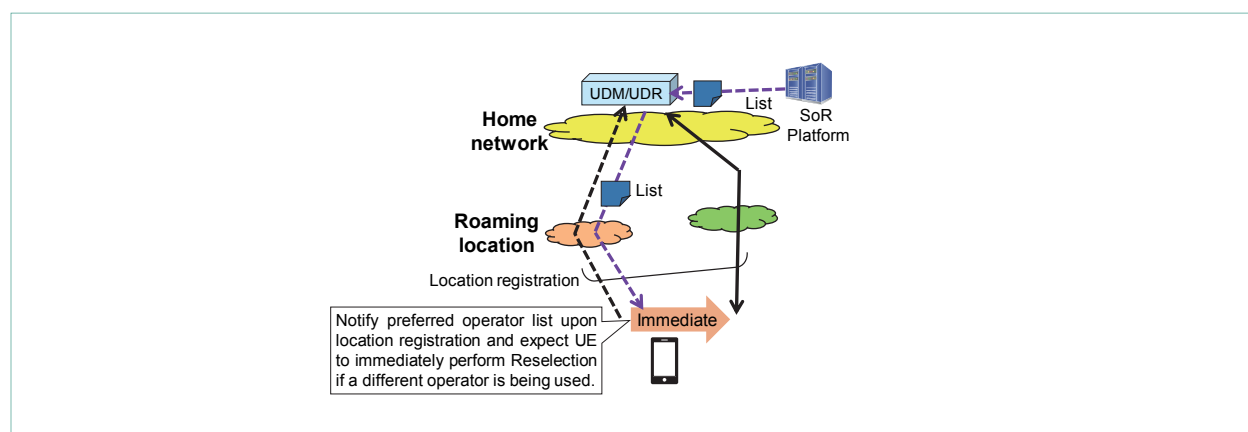 UDM/UDR
List
SoR
Platform
Home
network
List
Roaming
location
Location registration
Notify preferred operator list upon
location registration and expect UE
to immediately perform Reselection
if a different operator is being used.
Immediate